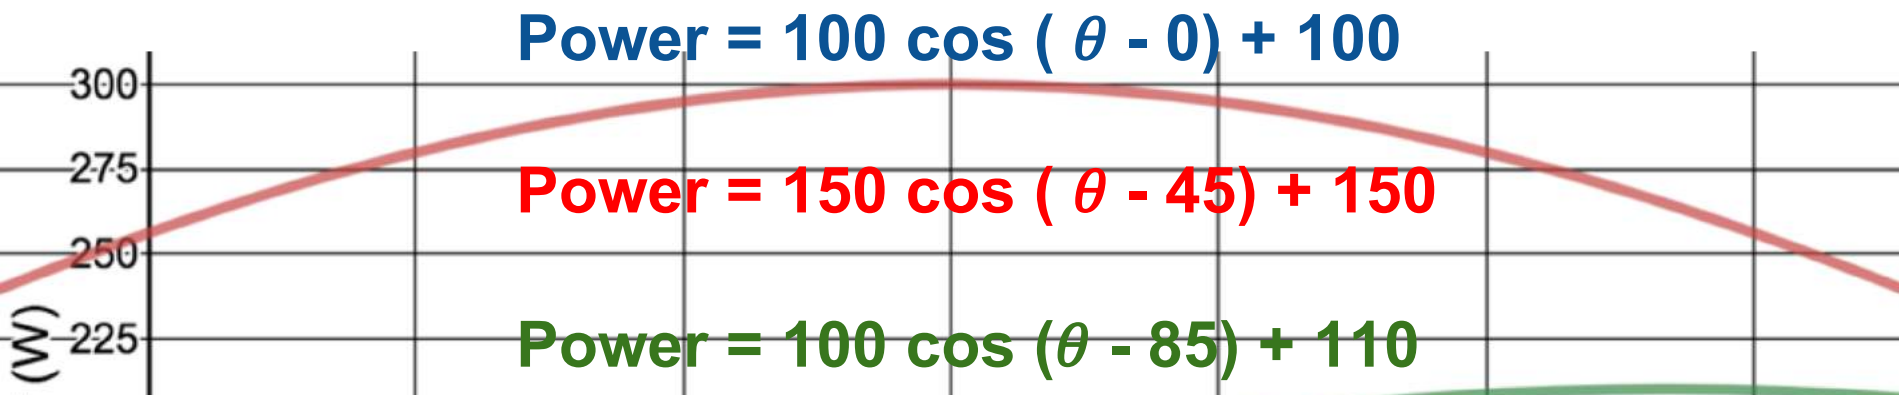 Power = 100 cos ( θ - 0) + 100
300
275
Power = 150 cos ( θ - 45) + 150
250
225
Power = 100 cos (θ - 85) + 110
(W)